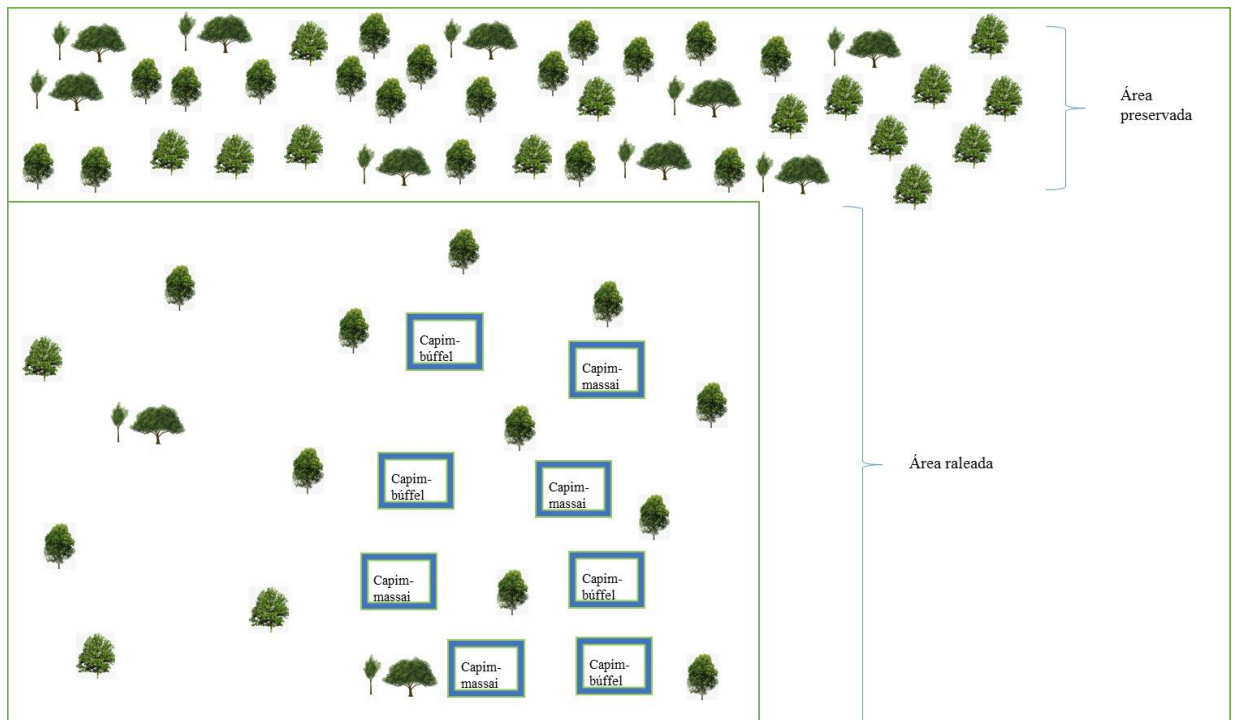 Área
preservada
Capim-
búffel
Capim-
massai
Capim-
búffel
Capim-
massai
Área raleada
Capim-
massai
Capim-
búffel
Capim-
massai
Capim-
búffel